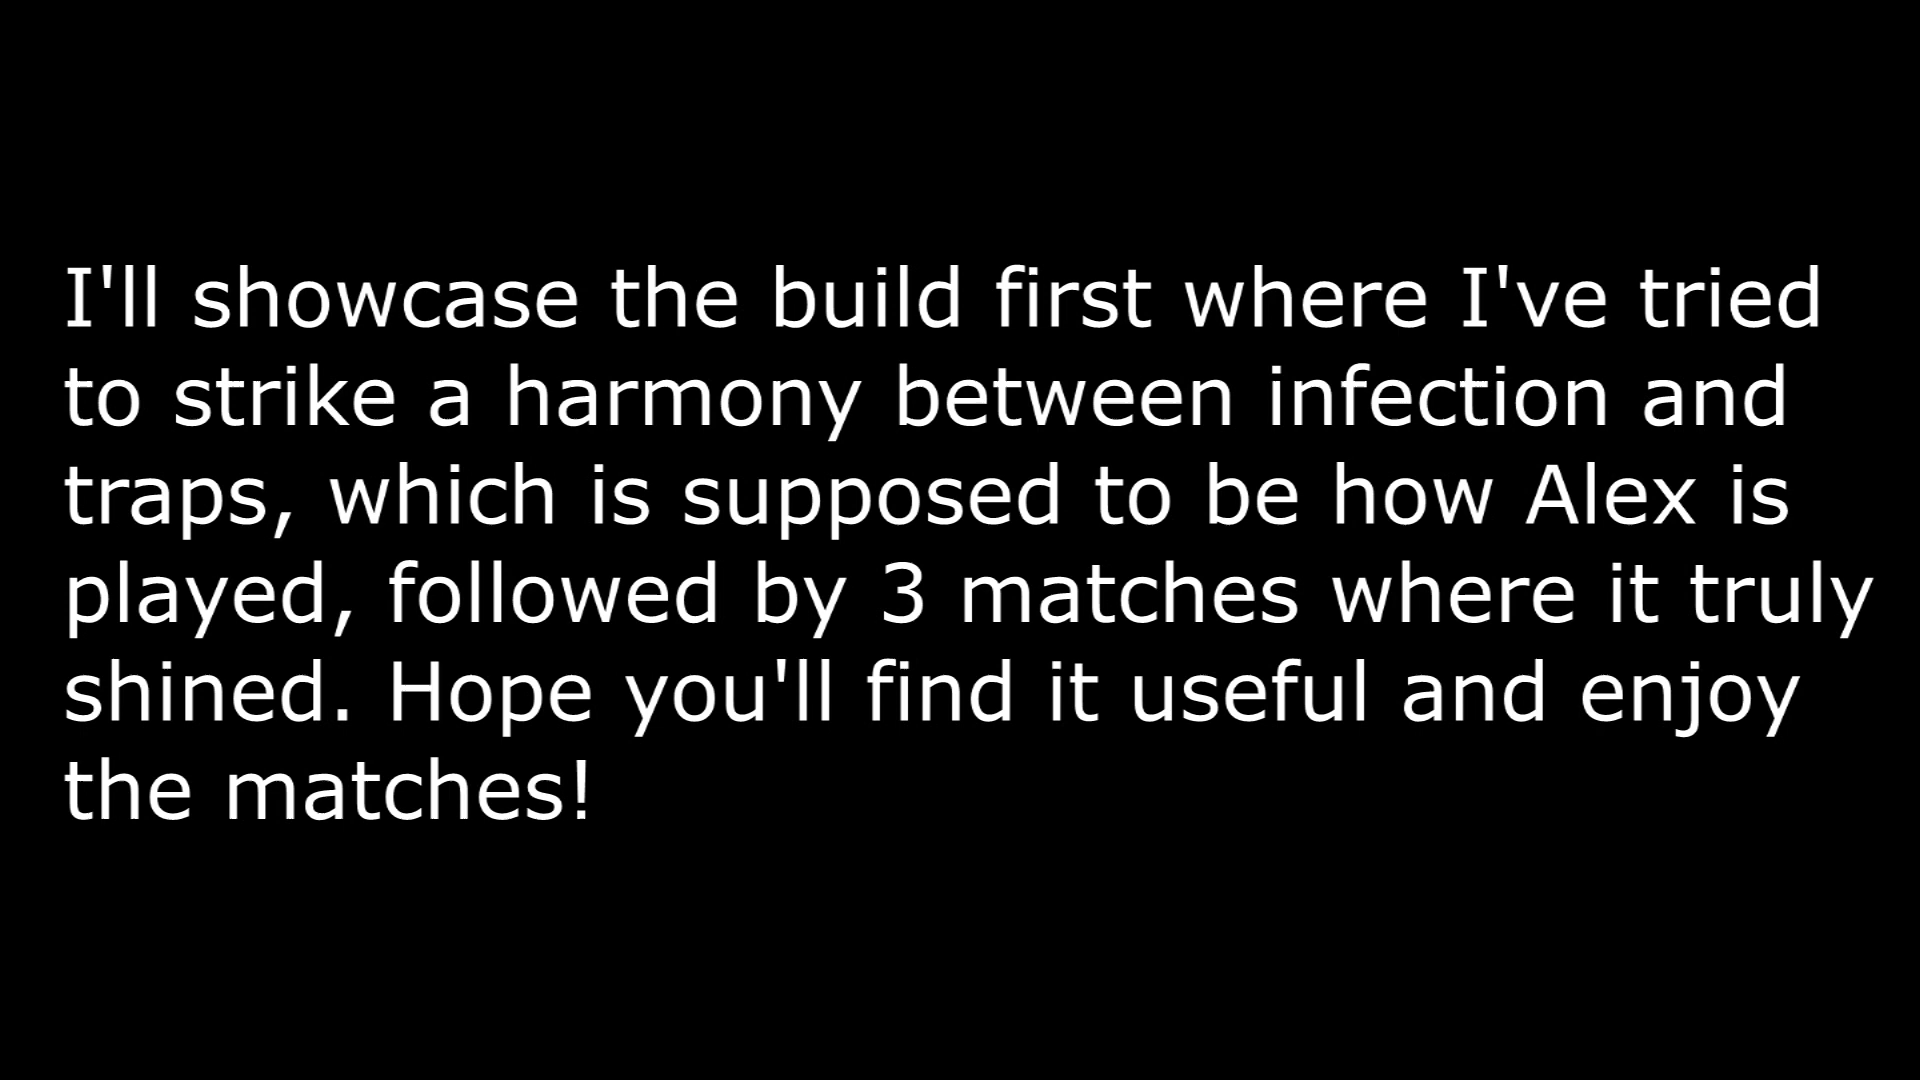 I'll showcase the build first where I've tried
to strike a harmony between infection and
traps, which is supposed to be how Alex is
played, followed by 3 matches where it truly
shined. Hope you'll find it useful and enjoy
the matches!